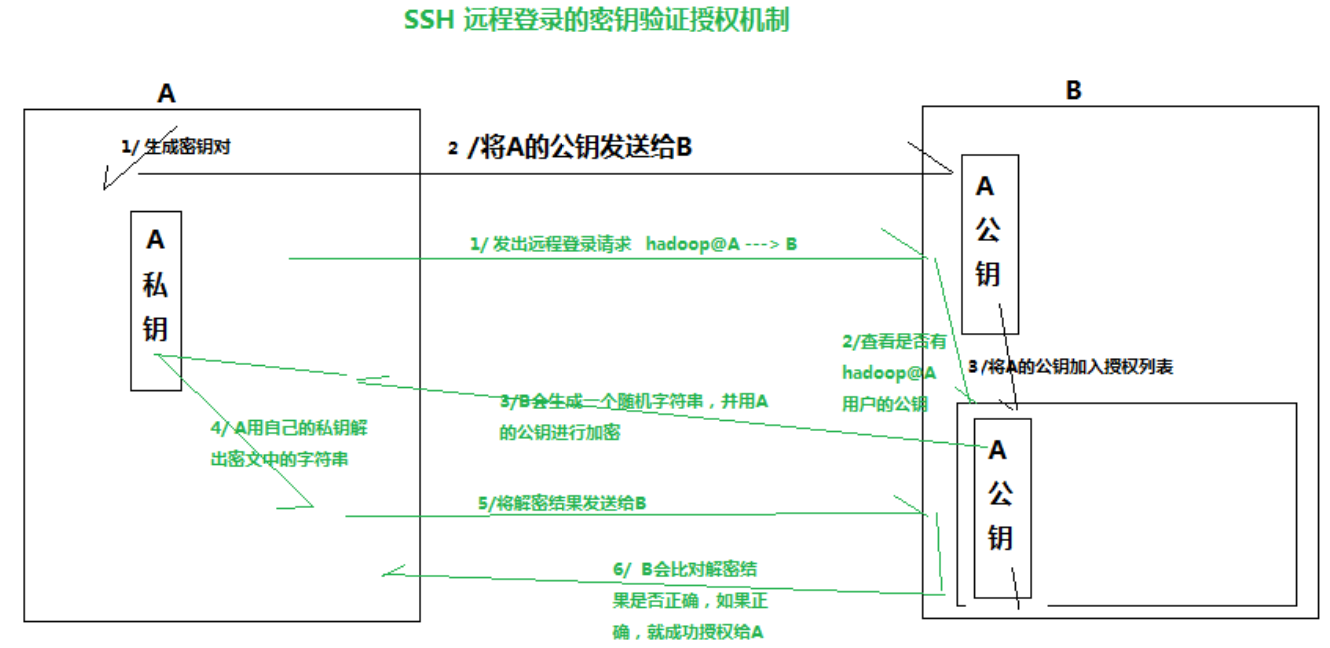 SSH 远程登录的密钥验证授权机制
A
B
1/ 生成密钥对
2 /将A的公钥发送给B
A
私
钥
A
公
钥
1/ 发出远程登录请求 hadoop@A ---> B
2/查看是否有
hadoop@A
用户的公钥
3/将A的公钥加入授权列表
3/B会生成一个随机字符串，并用A
的公钥进行加密
4/ A用自己的私钥解
出密文中的字符串
A
公
钥
5/将解密结果发送给B
6/ B会比对解密结
果是否正确，如果正
确，就成功授权给A